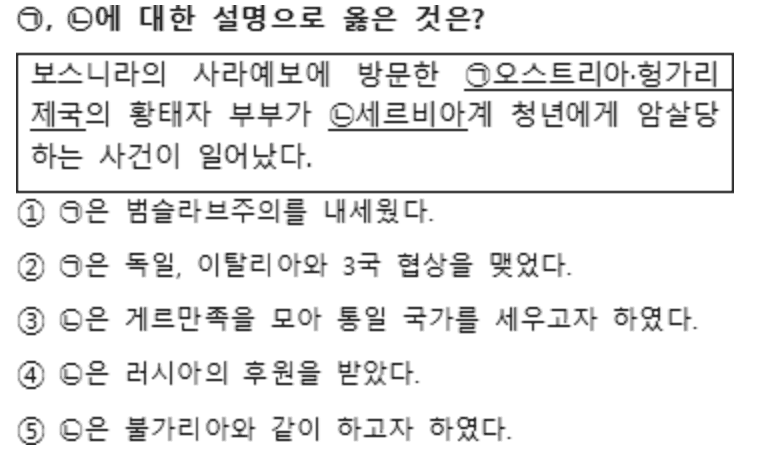 ㉠, ㉡에 대한 설명으로 옳은 것은?
보스니라의 사라예보에 방문한 ㉠오스트리아·헝가리
제국의 황태자 부부가 ㉡세르비아계 청년에게 암살당
하는 사건이 일어났다.
① ㉠은 범슬라브주의를 내세웠다.
② ㉠은 독일, 이탈리아와 3국 협상을 맺었다.
③ ㉡은 게르만족을 모아 통일 국가를 세우고자 하였다.
④ ㉡은 러시아의 후원을 받았다.
⑤ ㉡은 불가리아와 같이 하고자 하였다.